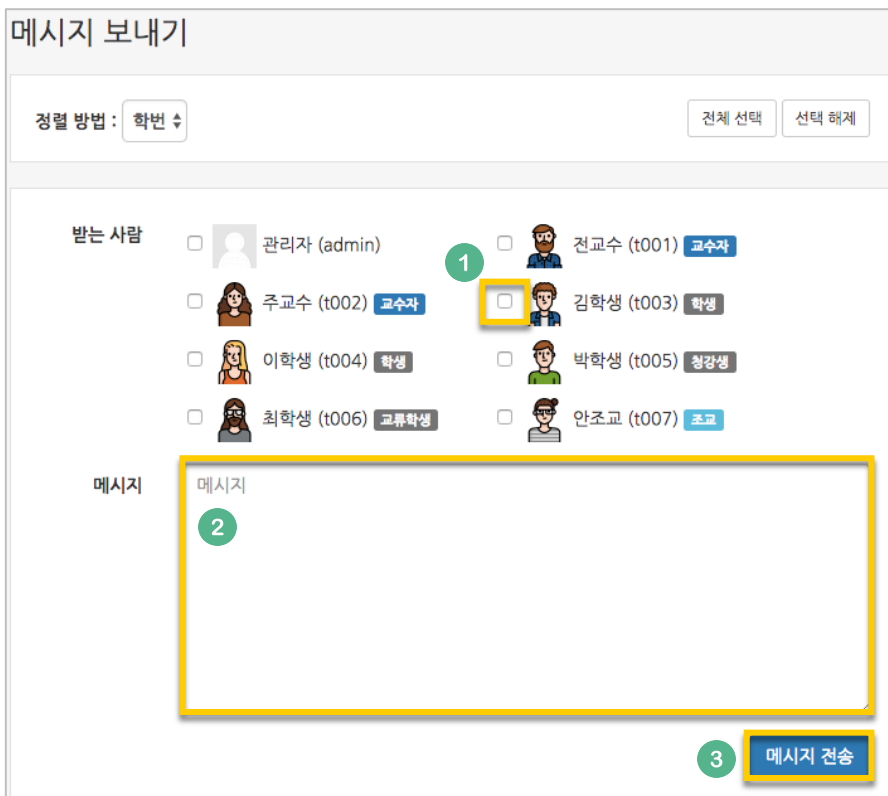 메시지 보내기
정렬 방법 : 학번 전체 선택 선택 해제
받는 사람 관리자 (admin) 전교수 (t001) 교수자
1
주교수 (t002) 교수자 김학생 (t003) 학생
이학생 (t004) 학생 박학생 (t005) 청강생
최학생 (t006) 교류학생 안조교 (t007) 조교
메시지 메시지
2
3 메시지 전송